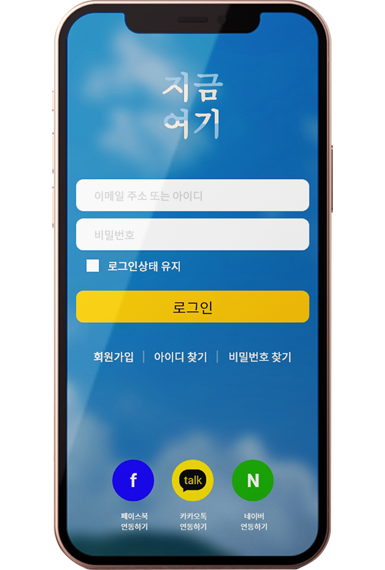 지금
여기
이메일 주소 또는 아이디
비밀번호
로그인상태 유지
로그인
회원가입 | 아이디 찾기 | 비밀번호 찾기
f talk N
페이스북 카카오톡 네이버
연동하기 연동하기 연동하기